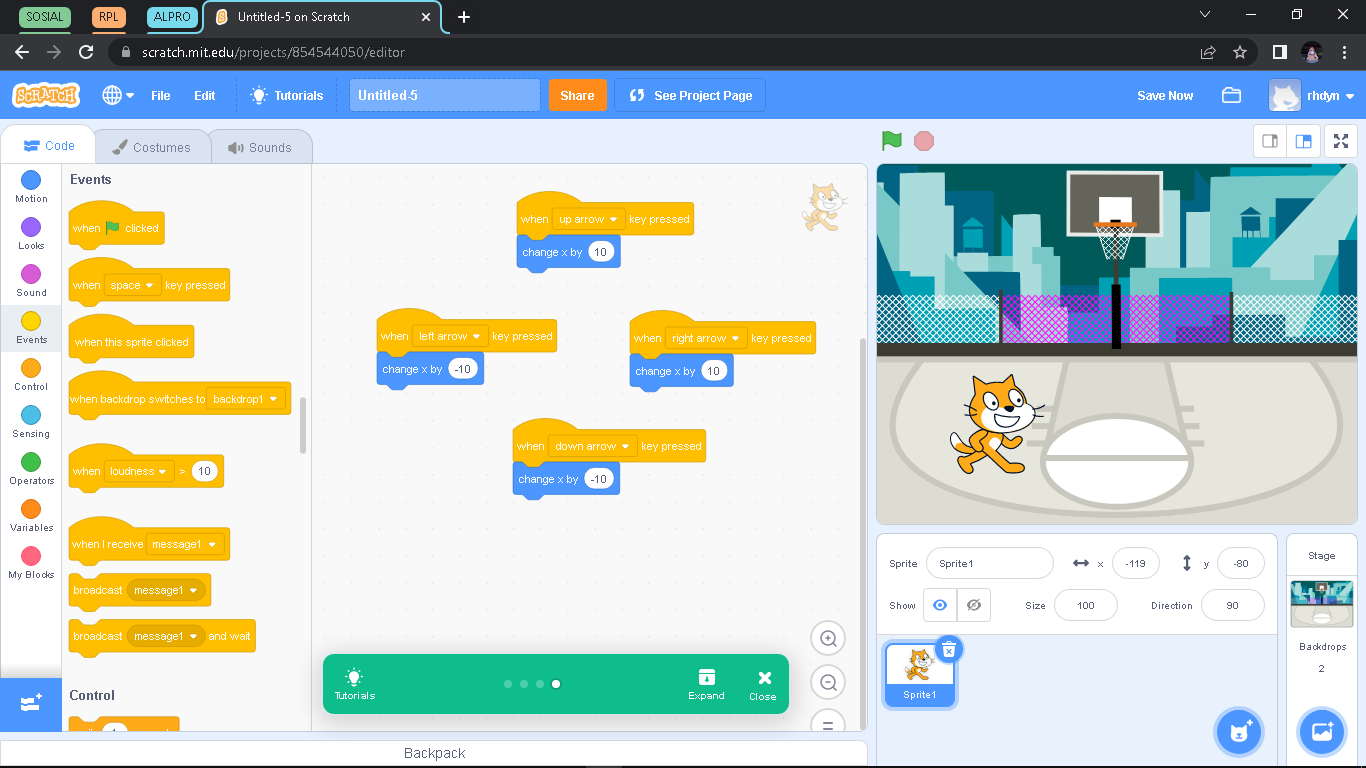 SOSIAL RPL ALPRO Untitled-5 on Scratch
scratch.mit.edu/projects/854544050/editor
SCRATCH File Edit Tutorials Untitled-5 Share See Project Page Save Now rhdyn
Code Costumes Sounds
Motion
Looks
Sound
Events
Control
Sensing
Operators
Variables
My Blocks
Events
when clicked
when space key pressed
when this sprite clicked
when backdrop switches to backdrop1
when loudness > 10
when I receive message1
broadcast message1
broadcast message1 and wait
Control
when up arrow key pressed
change x by 10
when left arrow key pressed
change x by -10
when right arrow key pressed
change x by 10
when down arrow key pressed
change x by -10
Tutorials Expand Close
Backpack
Sprite Sprite1 x -119 y -80
Show Size 100 Direction 90
Sprite1
Stage
Backdrops
2